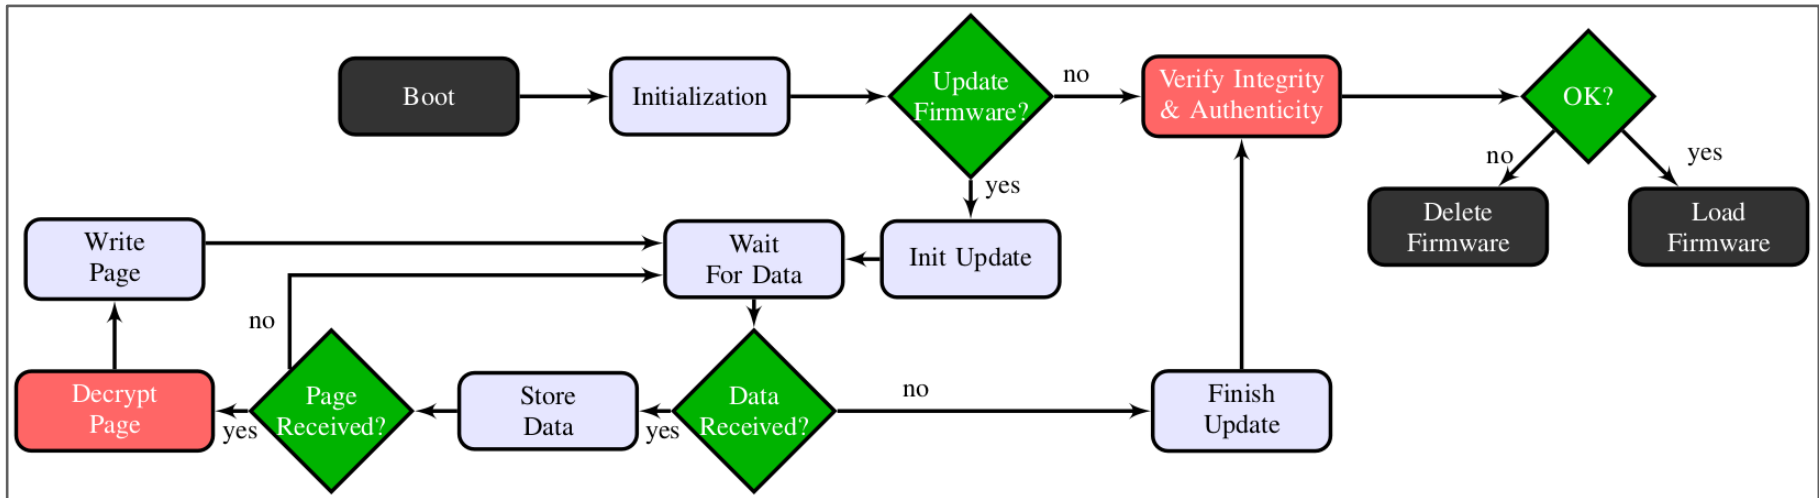 Boot
Initialization
Update
Firmware?
no
Verify Integrity
& Authenticity
OK?
no
yes
yes
Delete
Firmware
Load
Firmware
Write
Page
Wait
For Data
Init Update
no
Decrypt
Page
yes
Page
Received?
Store
Data
yes
Data
Received?
no
Finish
Update